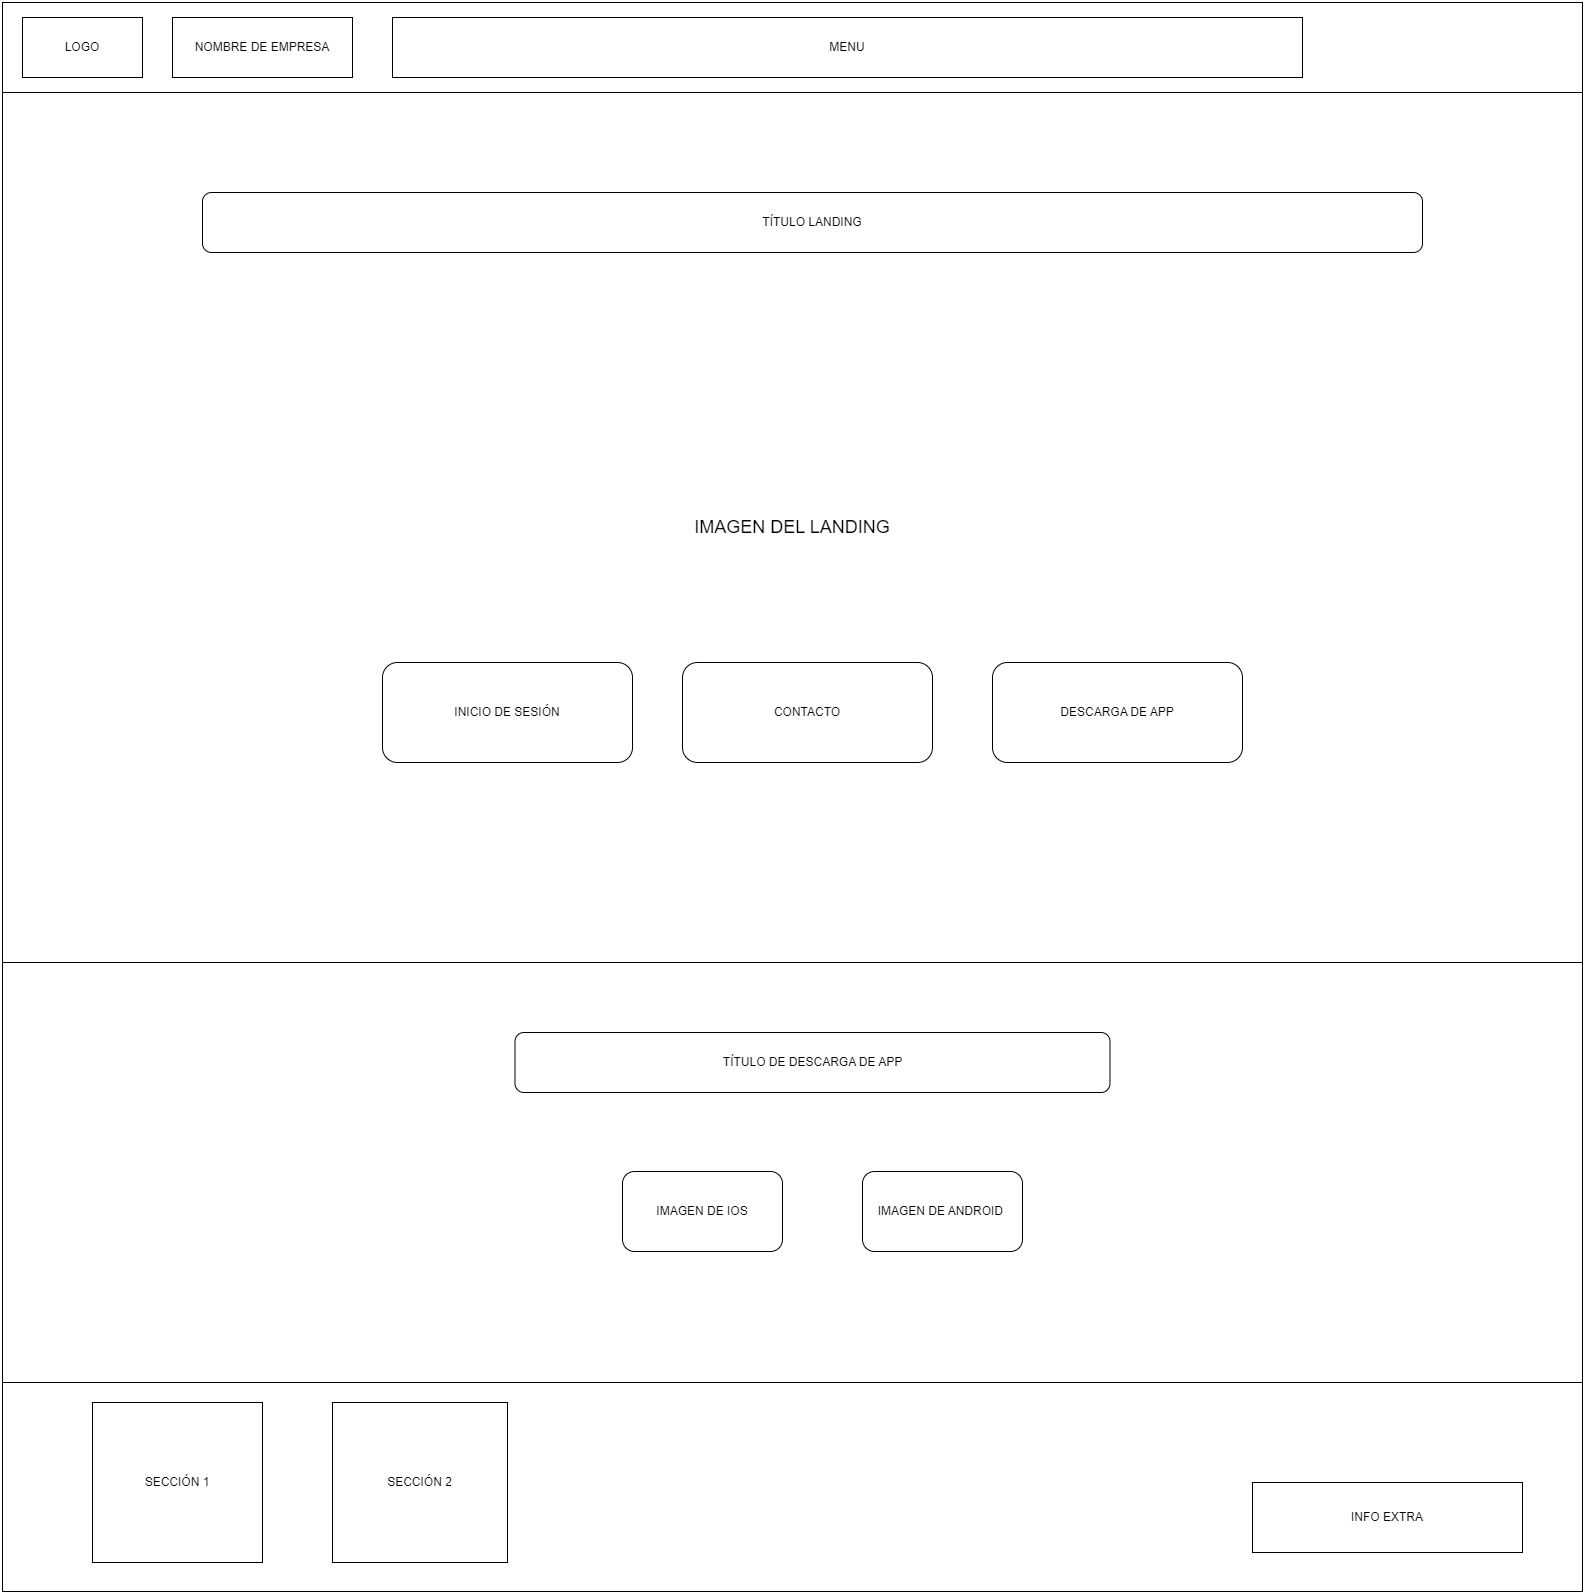 LOGO
NOMBRE DE EMPRESA
MENU
TÍTULO LANDING
IMAGEN DEL LANDING
INICIO DE SESIÓN
CONTACTO
DESCARGA DE APP
TÍTULO DE DESCARGA DE APP
IMAGEN DE IOS
IMAGEN DE ANDROID
SECCIÓN 1
SECCIÓN 2
INFO EXTRA